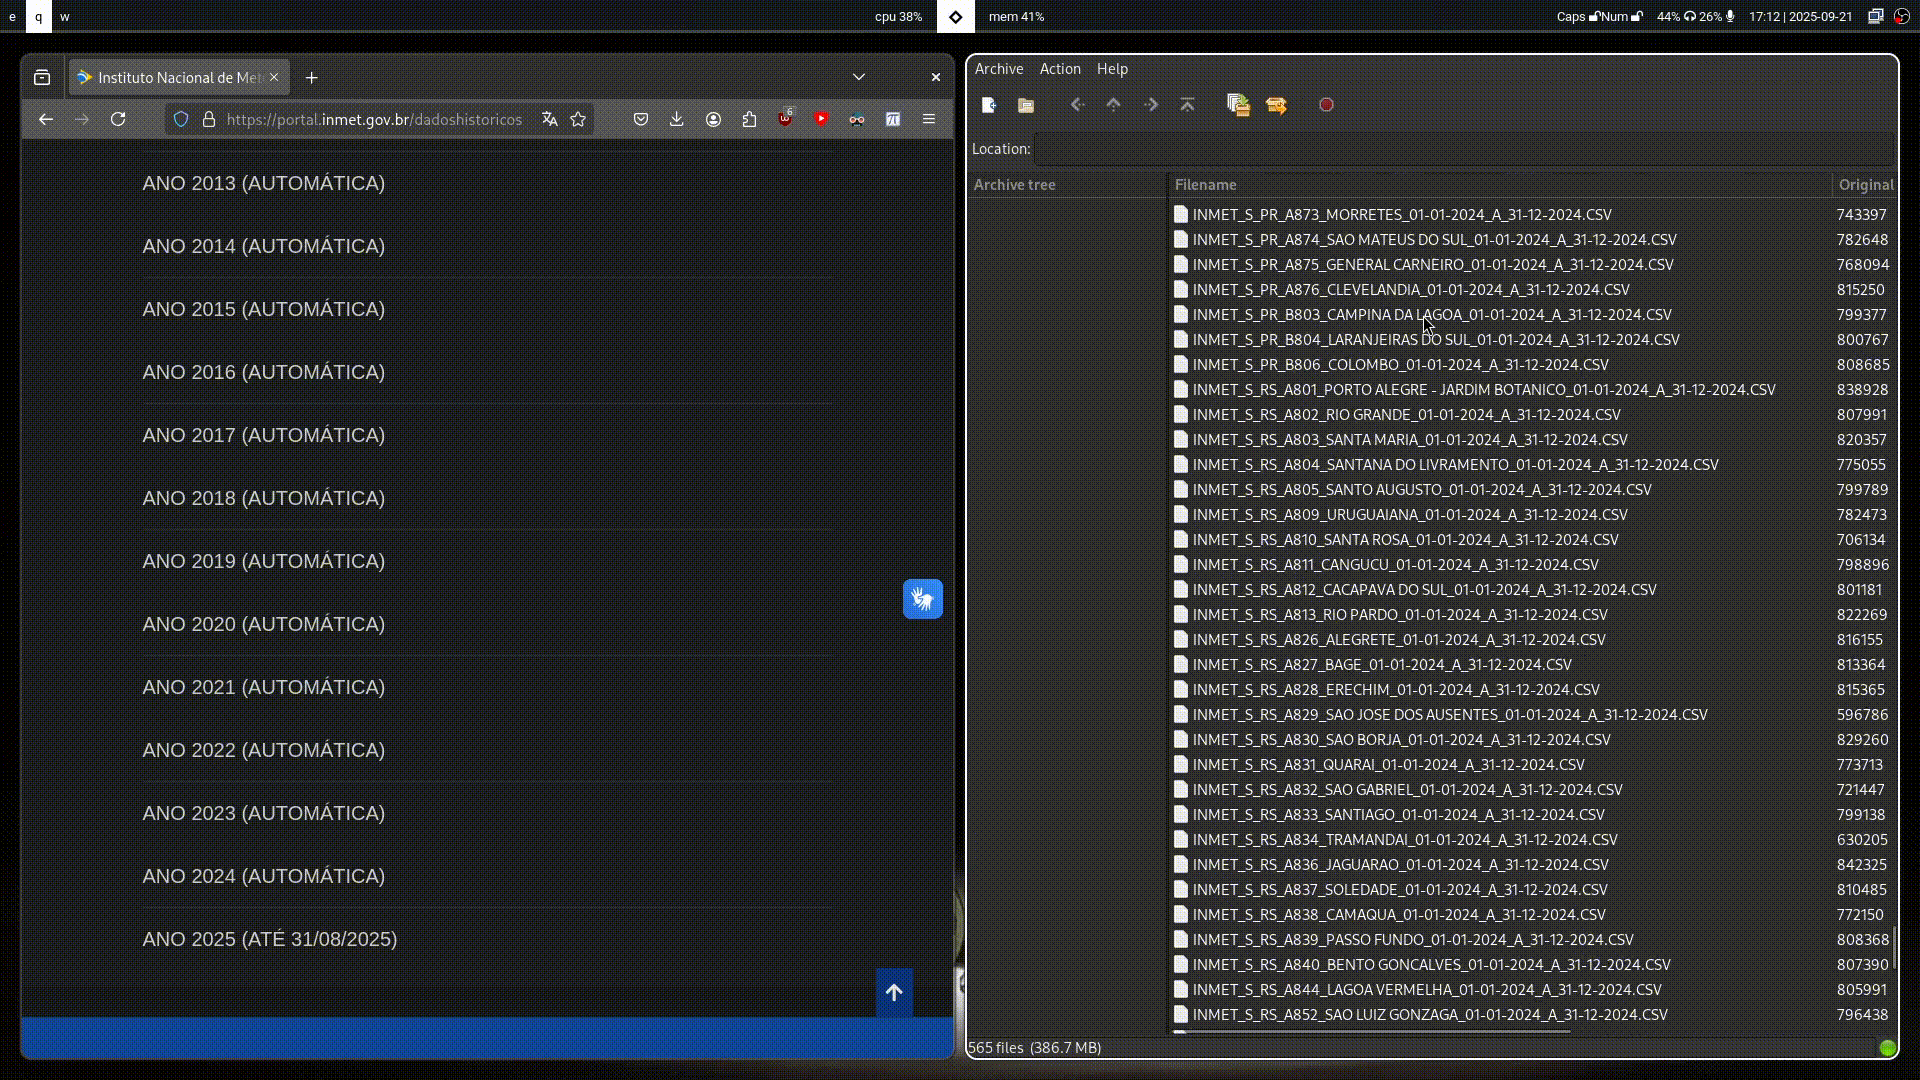 e q w
cpu 38%
mem 41%
Caps Num 44% 26% 17:12 | 2025-09-21
Instituto Nacional de Met
https://portal.inmet.gov.br/dadoshistoricos
6
ANO 2013 (AUTOMÁTICA)
ANO 2014 (AUTOMÁTICA)
ANO 2015 (AUTOMÁTICA)
ANO 2016 (AUTOMÁTICA)
ANO 2017 (AUTOMÁTICA)
ANO 2018 (AUTOMÁTICA)
ANO 2019 (AUTOMÁTICA)
ANO 2020 (AUTOMÁTICA)
ANO 2021 (AUTOMÁTICA)
ANO 2022 (AUTOMÁTICA)
ANO 2023 (AUTOMÁTICA)
ANO 2024 (AUTOMÁTICA)
ANO 2025 (ATÉ 31/08/2025)
Archive Action Help
Location:
Archive tree Filename Original
INMET_S_PR_A873_MORRETES_01-01-2024_A_31-12-2024.CSV 743397
INMET_S_PR_A874_SAO MATEUS DO SUL_01-01-2024_A_31-12-2024.CSV 782648
INMET_S_PR_A875_GENERAL CARNEIRO_01-01-2024_A_31-12-2024.CSV 768094
INMET_S_PR_A876_CLEVELANDIA_01-01-2024_A_31-12-2024.CSV 815250
INMET_S_PR_B803_CAMPINA DA LAGOA_01-01-2024_A_31-12-2024.CSV 799377
INMET_S_PR_B804_LARANJEIRAS DO SUL_01-01-2024_A_31-12-2024.CSV 800767
INMET_S_PR_B806_COLOMBO_01-01-2024_A_31-12-2024.CSV 808685
INMET_S_RS_A801_PORTO ALEGRE - JARDIM BOTANICO_01-01-2024_A_31-12-2024.CSV 838928
INMET_S_RS_A802_RIO GRANDE_01-01-2024_A_31-12-2024.CSV 807991
INMET_S_RS_A803_SANTA MARIA_01-01-2024_A_31-12-2024.CSV 820357
INMET_S_RS_A804_SANTANA DO LIVRAMENTO_01-01-2024_A_31-12-2024.CSV 775055
INMET_S_RS_A805_SANTO AUGUSTO_01-01-2024_A_31-12-2024.CSV 799789
INMET_S_RS_A809_URUGUAIANA_01-01-2024_A_31-12-2024.CSV 782473
INMET_S_RS_A810_SANTA ROSA_01-01-2024_A_31-12-2024.CSV 706134
INMET_S_RS_A811_CANGUCU_01-01-2024_A_31-12-2024.CSV 798896
INMET_S_RS_A812_CACAPAVA DO SUL_01-01-2024_A_31-12-2024.CSV 801181
INMET_S_RS_A813_RIO PARDO_01-01-2024_A_31-12-2024.CSV 822269
INMET_S_RS_A826_ALEGRETE_01-01-2024_A_31-12-2024.CSV 816155
INMET_S_RS_A827_BAGE_01-01-2024_A_31-12-2024.CSV 813364
INMET_S_RS_A828_ERECHIM_01-01-2024_A_31-12-2024.CSV 815365
INMET_S_RS_A829_SAO JOSE DOS AUSENTES_01-01-2024_A_31-12-2024.CSV 596786
INMET_S_RS_A830_SAO BORJA_01-01-2024_A_31-12-2024.CSV 829260
INMET_S_RS_A831_QUARAI_01-01-2024_A_31-12-2024.CSV 773713
INMET_S_RS_A832_SAO GABRIEL_01-01-2024_A_31-12-2024.CSV 721447
INMET_S_RS_A833_SANTIAGO_01-01-2024_A_31-12-2024.CSV 799138
INMET_S_RS_A834_TRAMANDAI_01-01-2024_A_31-12-2024.CSV 630205
INMET_S_RS_A836_JAGUARAO_01-01-2024_A_31-12-2024.CSV 842325
INMET_S_RS_A837_SOLEDADE_01-01-2024_A_31-12-2024.CSV 810485
INMET_S_RS_A838_CAMAQUA_01-01-2024_A_31-12-2024.CSV 772150
INMET_S_RS_A839_PASSO FUNDO_01-01-2024_A_31-12-2024.CSV 808368
INMET_S_RS_A840_BENTO GONCALVES_01-01-2024_A_31-12-2024.CSV 807390
INMET_S_RS_A844_LAGOA VERMELHA_01-01-2024_A_31-12-2024.CSV 805991
INMET_S_RS_A852_SAO LUIZ GONZAGA_01-01-2024_A_31-12-2024.CSV 796438
565 files (386.7 MB)